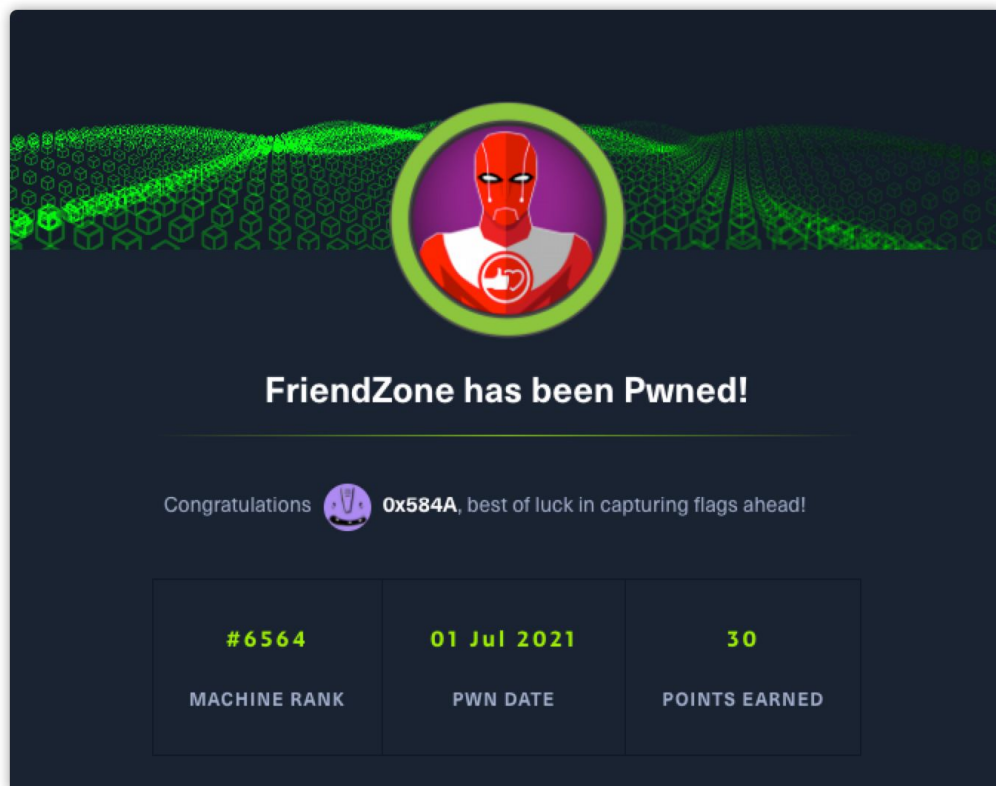 FriendZone has been Pwned!
Congratulations 0x584A, best of luck in capturing flags ahead!
#6564 01 Jul 2021 30
MACHINE RANK PWN DATE POINTS EARNED